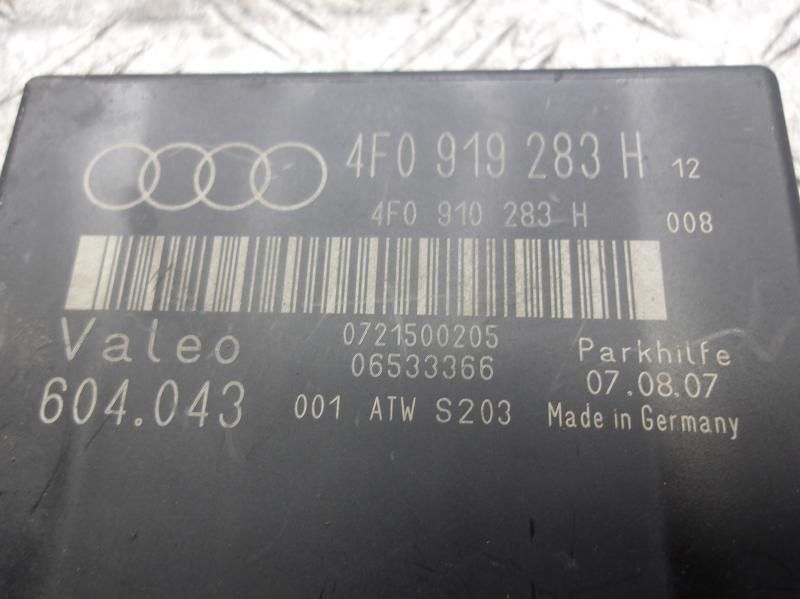 4F0 919 283 H 12
4F0 910 283 H 008
0721500205
Valeo 06533366 Parkhilfe
604.043 001 ATW S203 07.08.07
Made in Germany